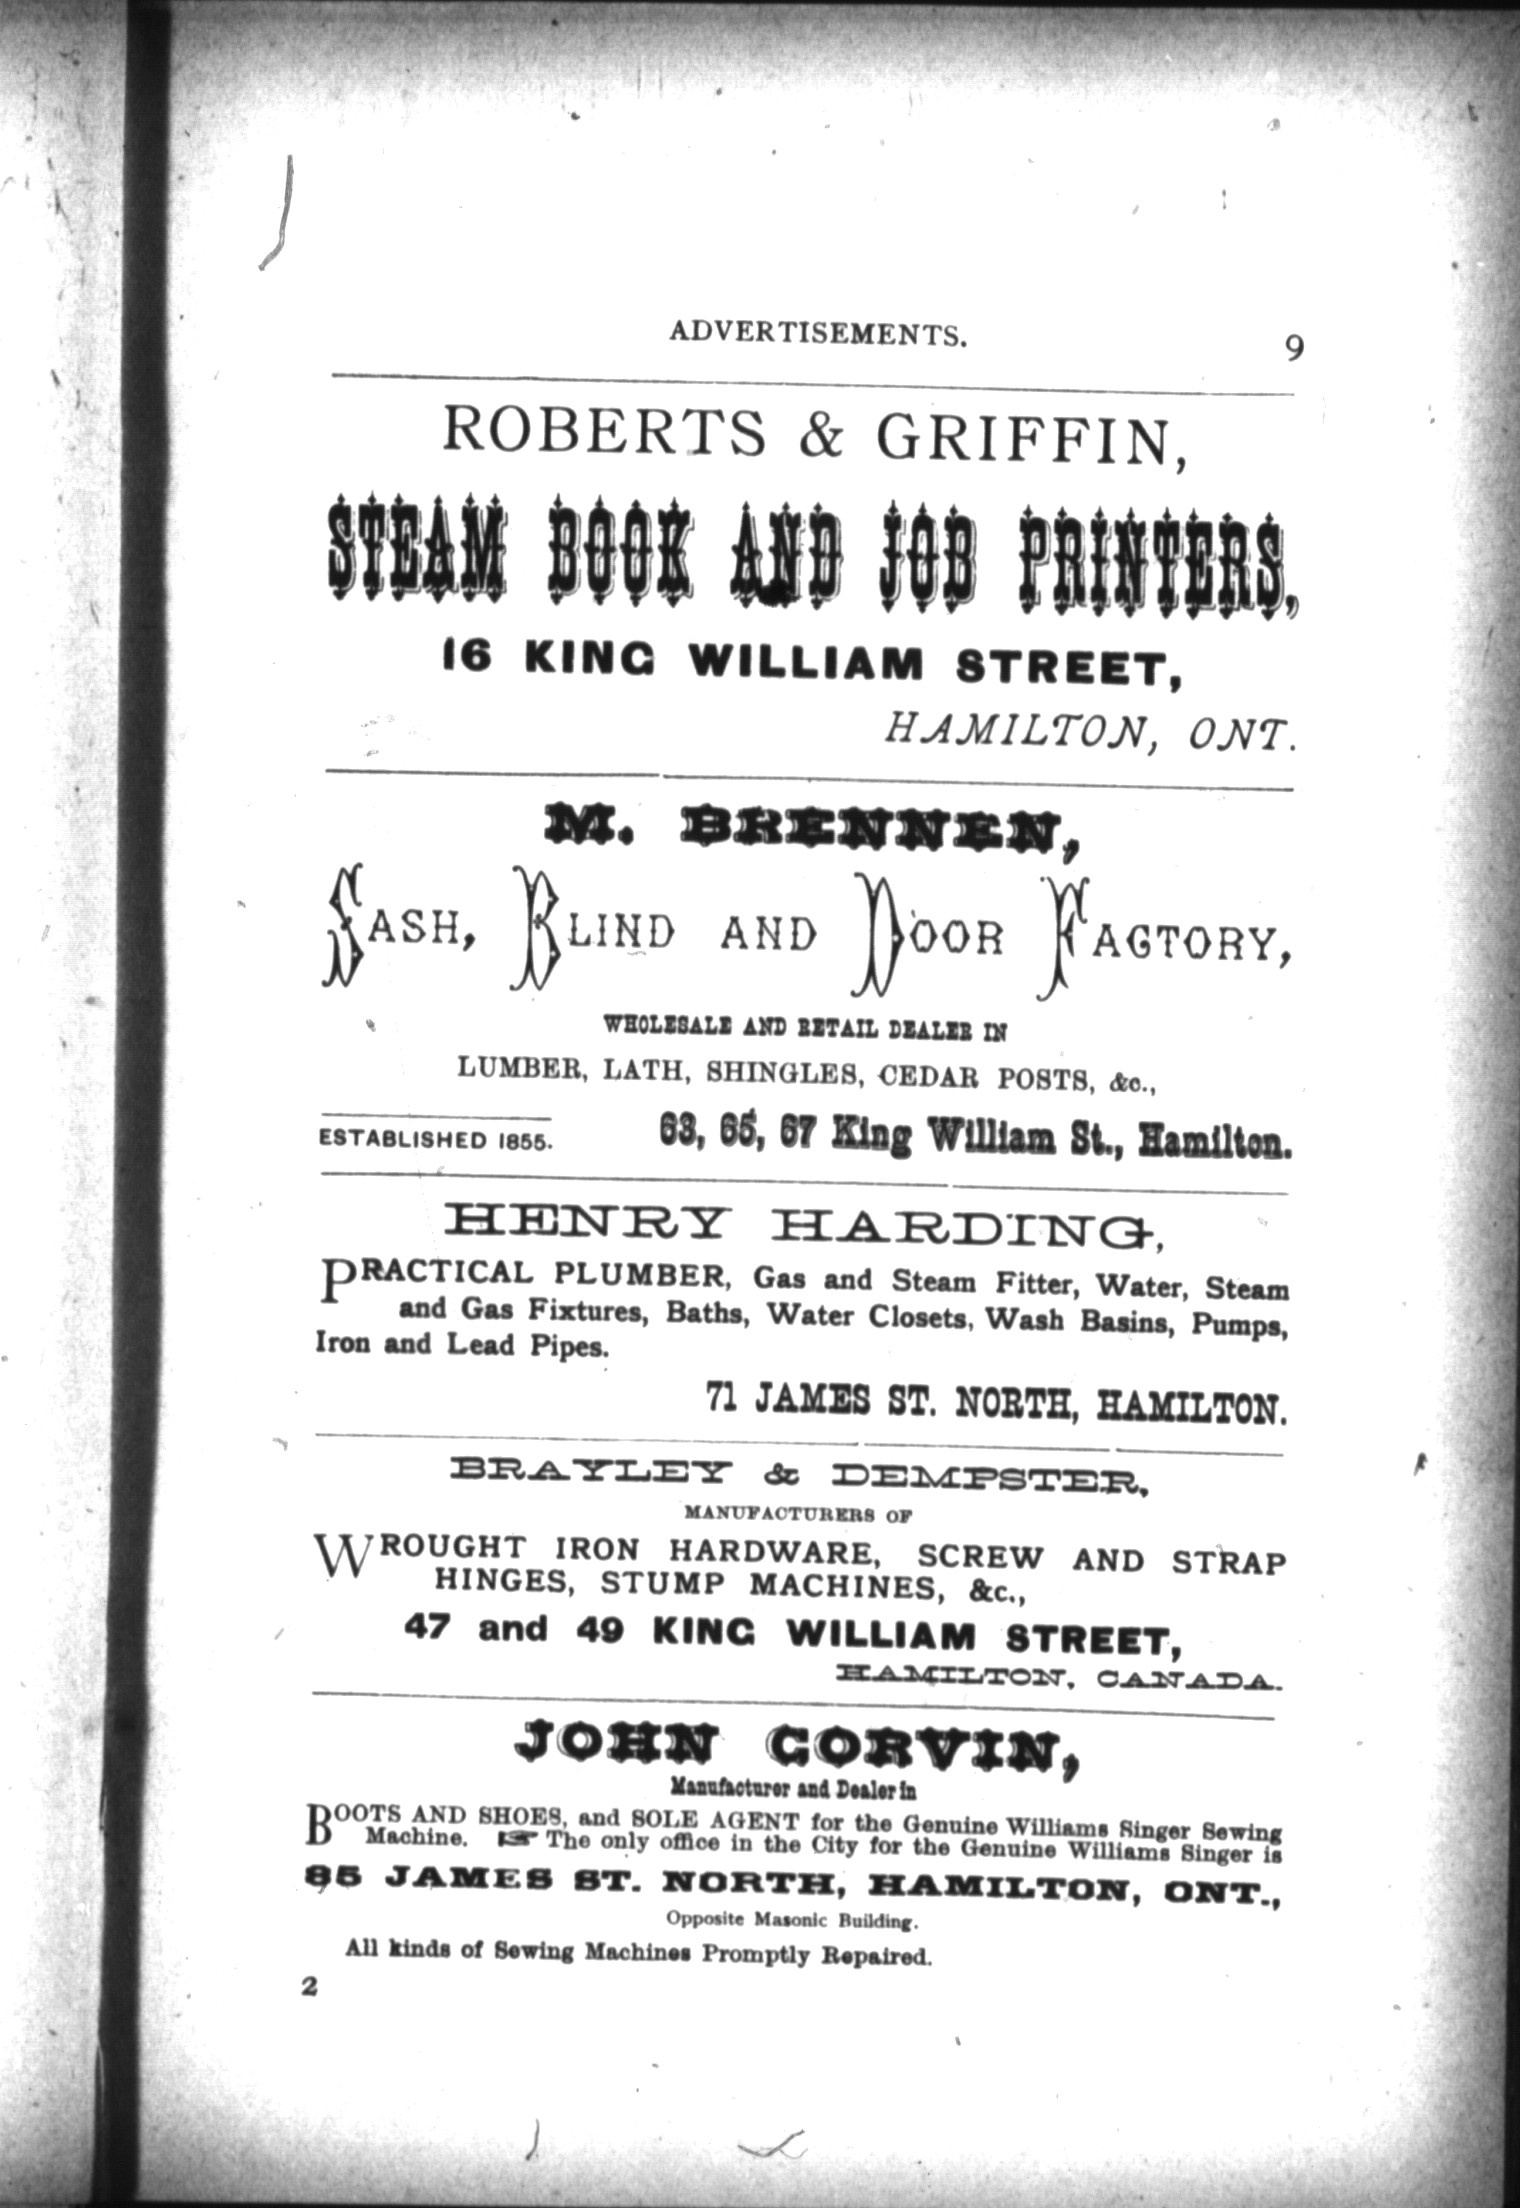 ADVERTISEMENTS. 9
ROBERTS & GRIFFIN,
STEAM BOOK AND JOB PRINTERS,
16 KING WILLIAM STREET,
HAMILTON, ONT.
M. BRENNEN,
SASH, BLIND AND DOOR FACTORY,
WHOLESALE AND RETAIL DEALER IN
LUMBER, LATH, SHINGLES, CEDAR POSTS, &c.,
ESTABLISHED 1855. 63, 65, 67 King William St., Hamilton.
HENRY HARDING,
PRACTICAL PLUMBER, Gas and Steam Fitter, Water, Steam
and Gas Fixtures, Baths, Water Closets, Wash Basins, Pumps,
Iron and Lead Pipes.
71 JAMES ST. NORTH, HAMILTON.
BRAYLEY & DEMPSTER,
MANUFACTURERS OF
WROUGHT IRON HARDWARE, SCREW AND STRAP
HINGES, STUMP MACHINES, &c.,
47 and 49 KING WILLIAM STREET,
HAMILTON, CANADA.
JOHN CORVIN,
Manufacturer and Dealer in
BOOTS AND SHOES, and SOLE AGENT for the Genuine Williams Singer Sewing
Machine. ☞ The only office in the City for the Genuine Williams Singer is
85 JAMES ST. NORTH, HAMILTON, ONT.,
Opposite Masonic Building.
All kinds of Sewing Machines Promptly Repaired.
2